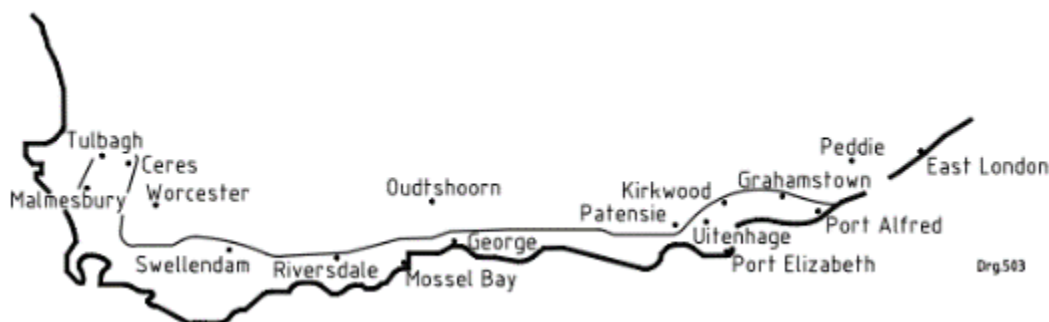 Tulbagh
Ceres
Malmesbury
Worcester
Oudtshoorn
Peddie
East London
Kirkwood
Grahamstown
Patensie
Port Alfred
Uitenhage
Swellendam
Riversdale
George
Mossel Bay
Port Elizabeth
Drg.503